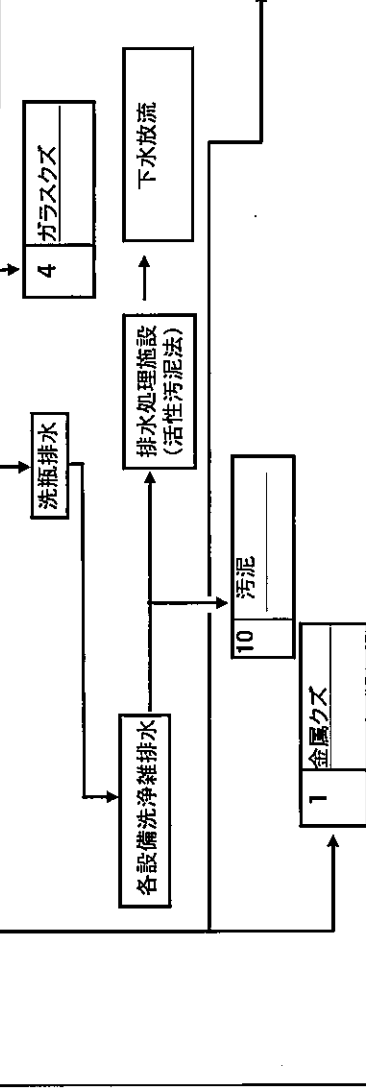 4
ガラスクズ
下水放流
洗瓶排水
排水処理施設
（活性汚泥法）
各設備洗浄雑排水
10
汚泥
1
金属クズ